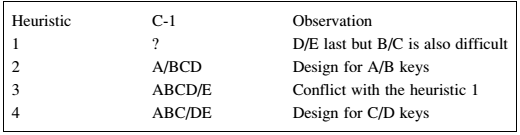 Heuristic C-1 Observation
1 ? D/E last but B/C is also difficult
2 A/BCD Design for A/B keys
3 ABCD/E Conflict with the heuristic 1
4 ABC/DE Design for C/D keys